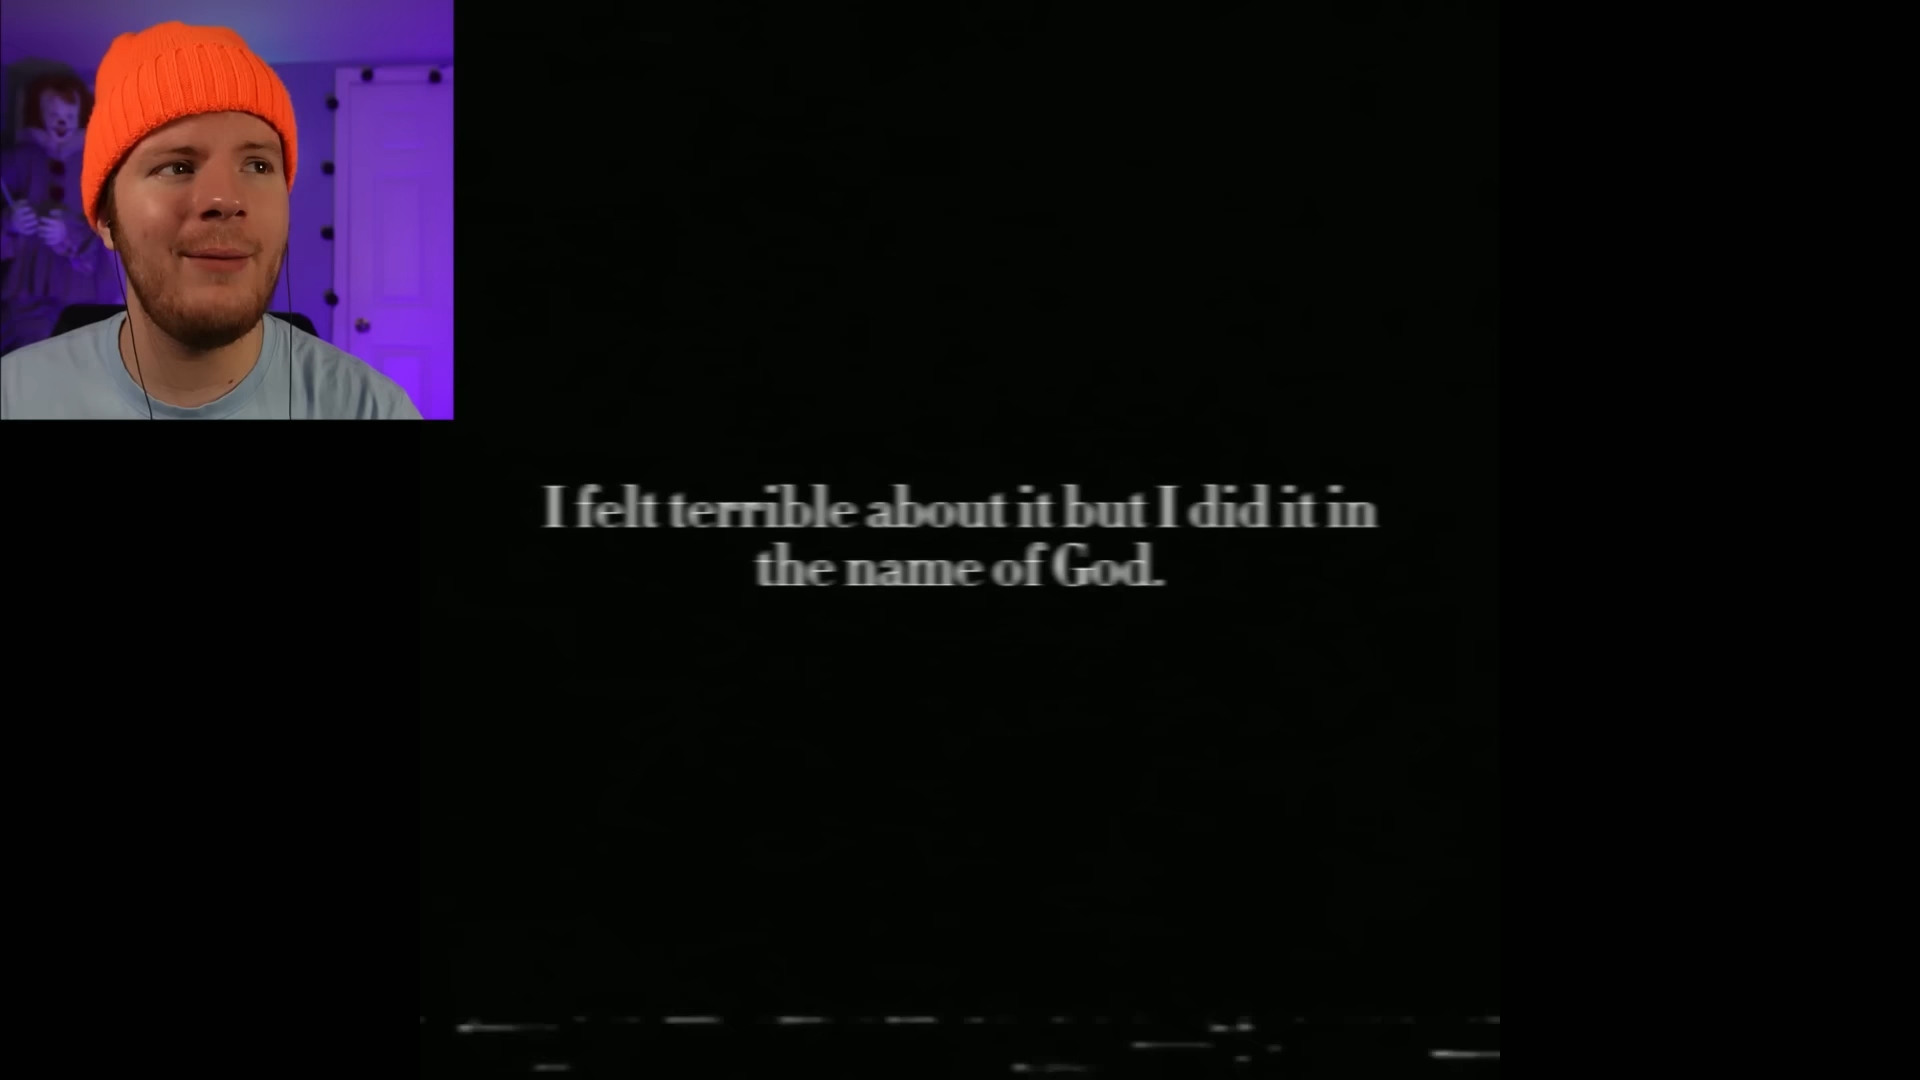 I felt terrible about it but I did it in
the name of God.